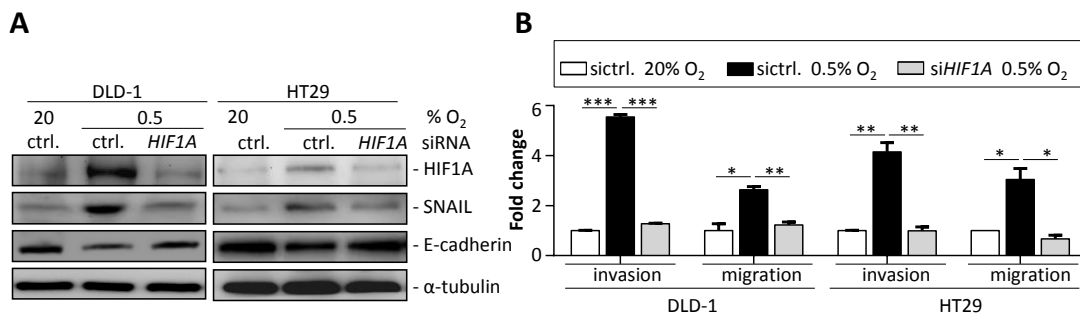 A
DLD-1 HT29
20 0.5 20 0.5 % O₂
ctrl. ctrl. HIF1A ctrl. ctrl. HIF1A siRNA
- HIF1A
- SNAIL
- E-cadherin
- α-tubulin
B
sictrl. 20% O₂ sictrl. 0.5% O₂ siHIF1A 0.5% O₂
Fold change
6
4
2
0
*** ***
* **
** **
* *
invasion migration invasion migration
DLD-1 HT29